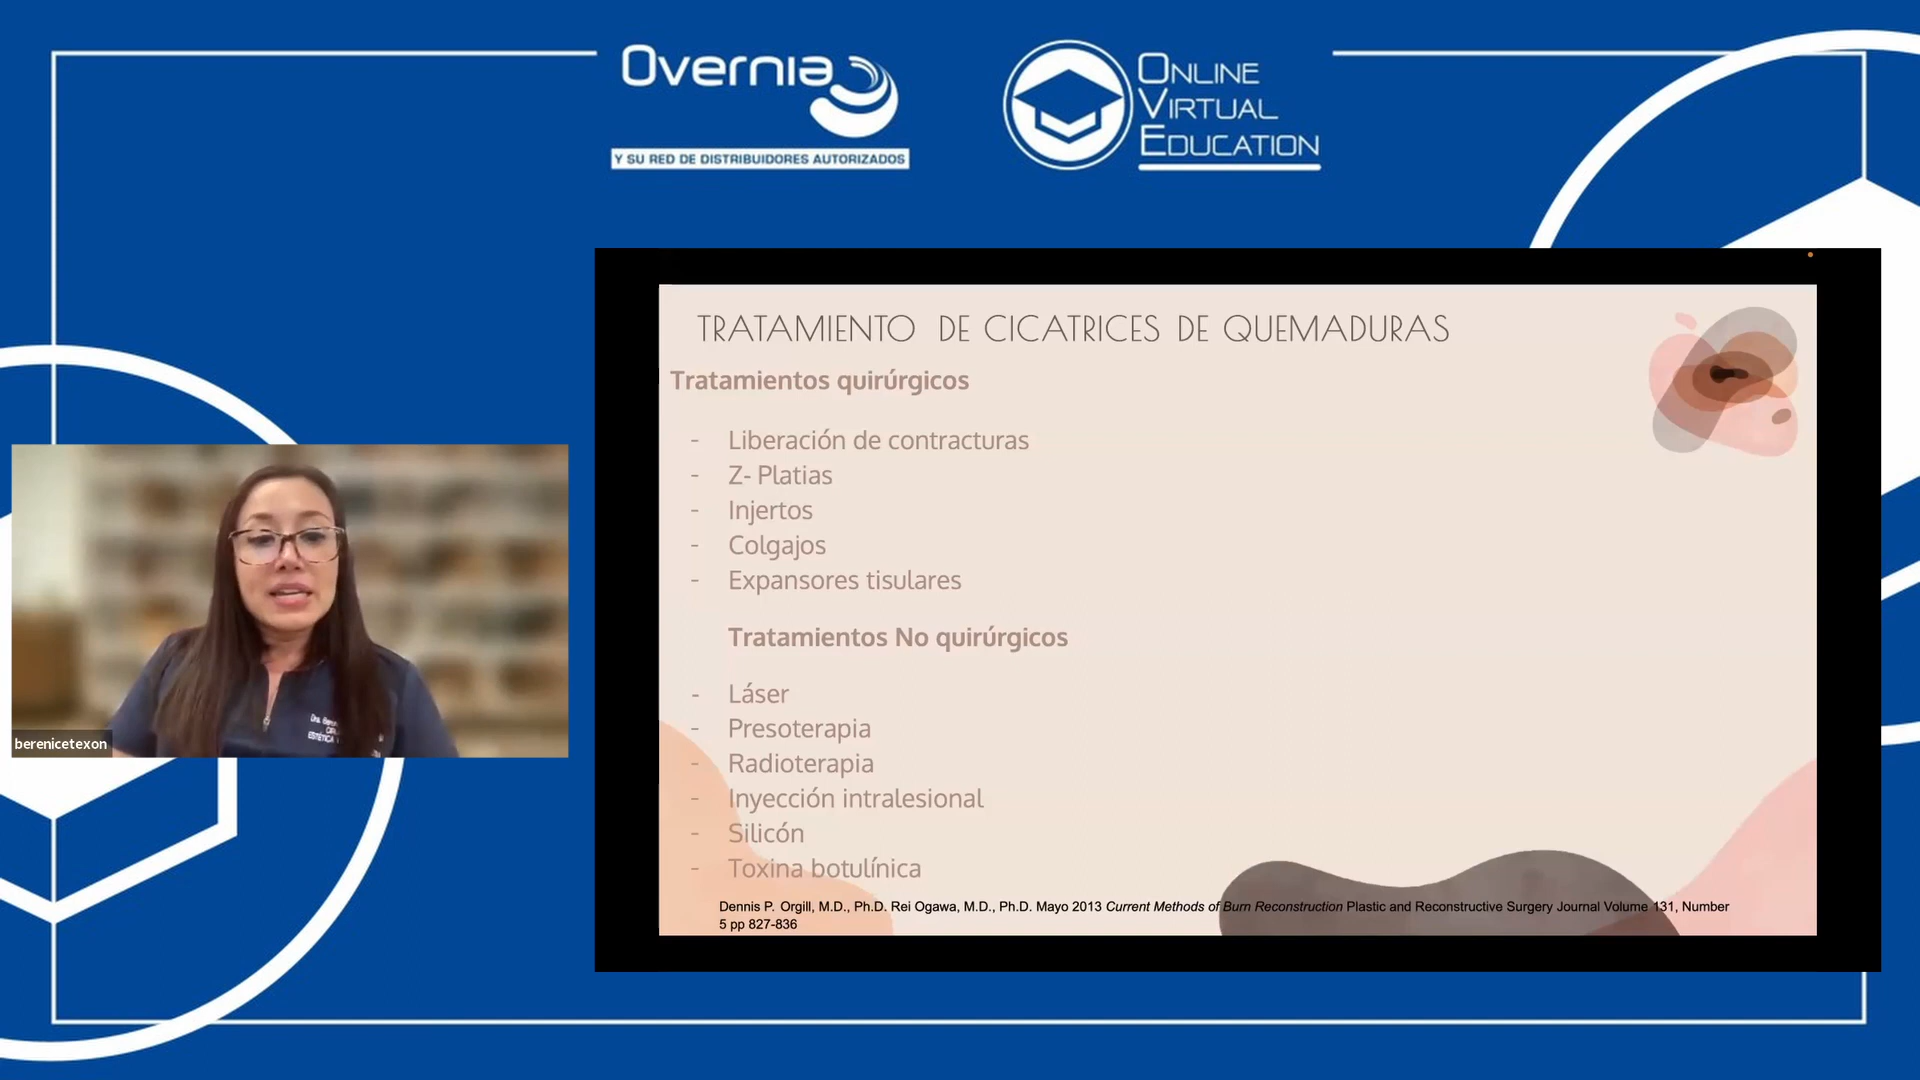 Overnia
Y SU RED DE DISTRIBUIDORES AUTORIZADOS
ONLINE
VIRTUAL
EDUCATION
TRATAMIENTO DE CICATRICES DE QUEMADURAS
Tratamientos quirúrgicos
- Liberación de contracturas
- Z- Platias
- Injertos
- Colgajos
- Expansores tisulares
Tratamientos No quirúrgicos
- Láser
- Presoterapia
- Radioterapia
- Inyección intralesional
- Silicón
- Toxina botulínica
Dennis P. Orgill, M.D., Ph.D. Rei Ogawa, M.D., Ph.D. Mayo 2013 Current Methods of Burn Reconstruction Plastic and Reconstructive Surgery Journal Volume 131, Number
5 pp 827-836
Dra.
ESTÉTICA
berenicetexon